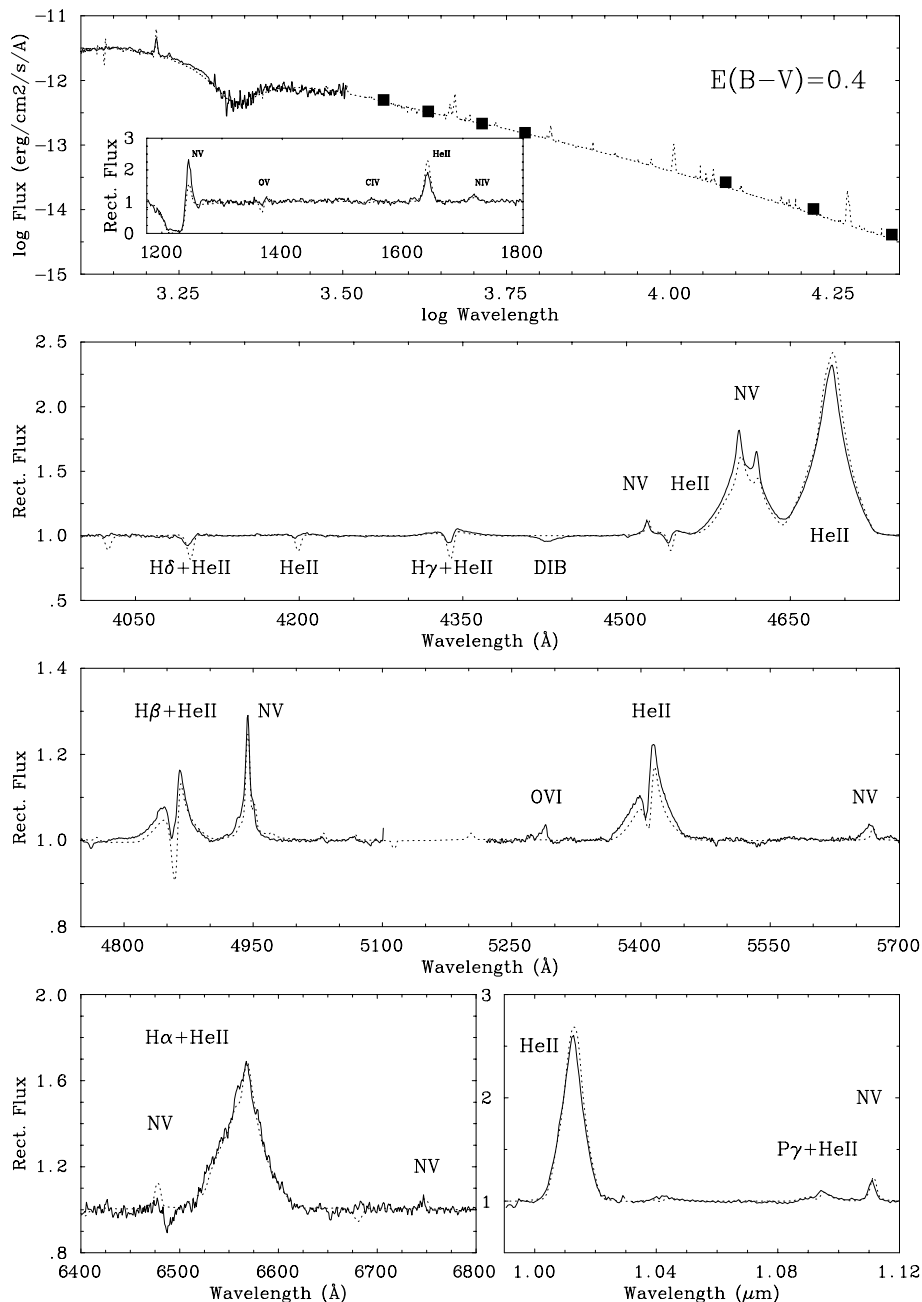 −11
−12
−13
−14
−15
log Flux (erg/cm2/s/A)
E(B−V)=0.4
3
2
1
0
Rect. Flux
NV
OV
CIV
HeII
NIV
1200
1400
1600
1800
3.25
3.50
3.75
4.00
4.25
log Wavelength
2.5
2.0
1.5
1.0
.5
Rect. Flux
NV
NV
HeII
HeII
Hδ+HeII
HeII
Hγ+HeII
DIB
4050
4200
4350
4500
4650
Wavelength (Å)
1.4
1.2
1.0
.8
Rect. Flux
Hβ+HeII
NV
HeII
OVI
NV
4800
4950
5100
5250
5400
5550
5700
Wavelength (Å)
2.0
1.6
1.2
.8
Rect. Flux
Hα+HeII
NV
NV
6400
6500
6600
6700
6800
Wavelength (Å)
3
2
1
HeII
NV
Pγ+HeII
1.00
1.04
1.08
1.12
Wavelength (μm)